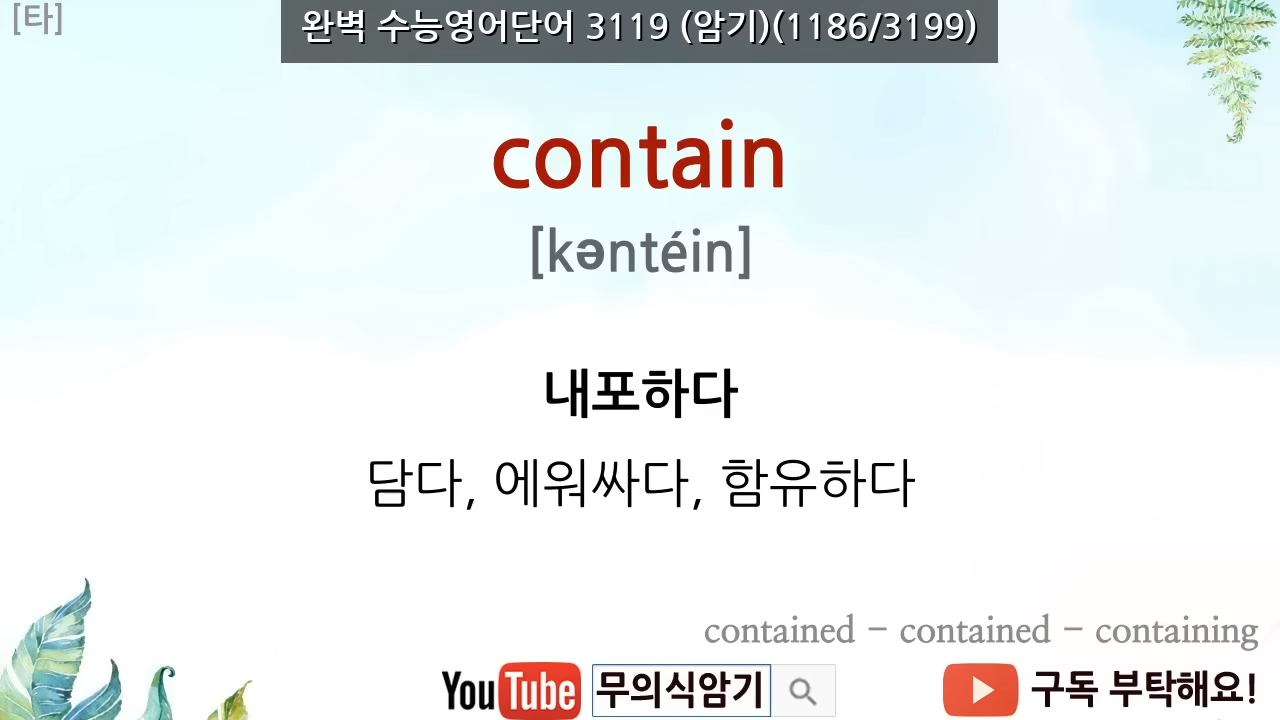 [타]
완벽 수능영어단어 3119 (암기)(1186/3199)
contain
[kəntéin]
내포하다
담다, 에워싸다, 함유하다
contained - contained - containing
YouTube 무의식암기 구독 부탁해요!